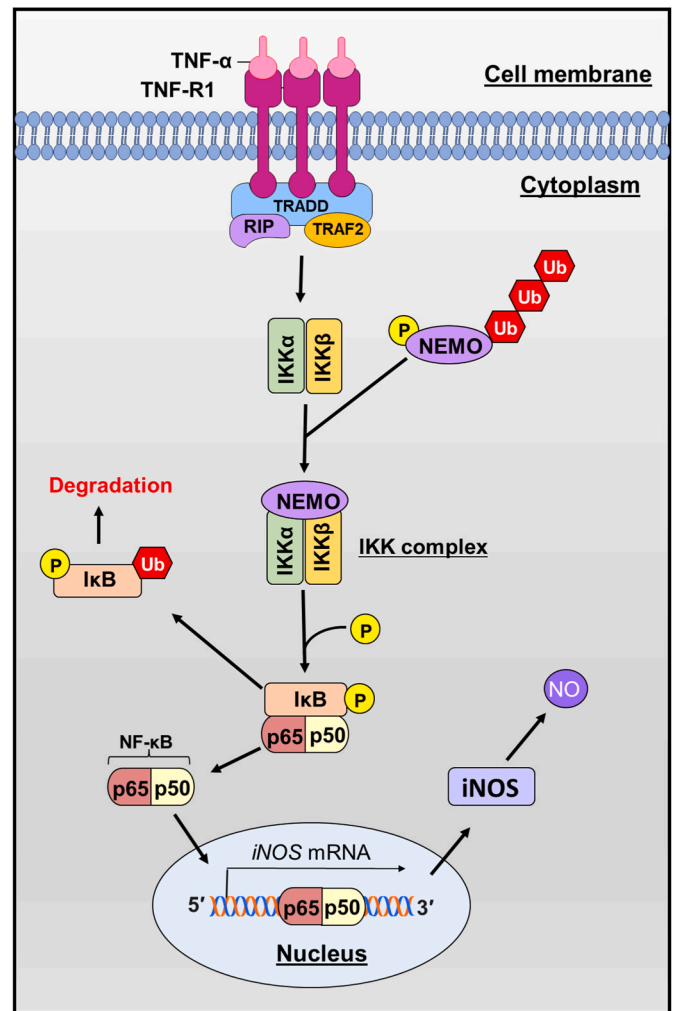 TNF-α
TNF-R1
Cell membrane
Cytoplasm
TRADD
RIP
TRAF2
Ub
Ub
Ub
P
NEMO
IKKα
IKKβ
NEMO
IKKα
IKKβ
IKK complex
Degradation
P
IκB
Ub
P
IκB
P
p65
p50
NF-κB
p65
p50
NO
iNOS
iNOS mRNA
5′
p65
p50
3′
Nucleus